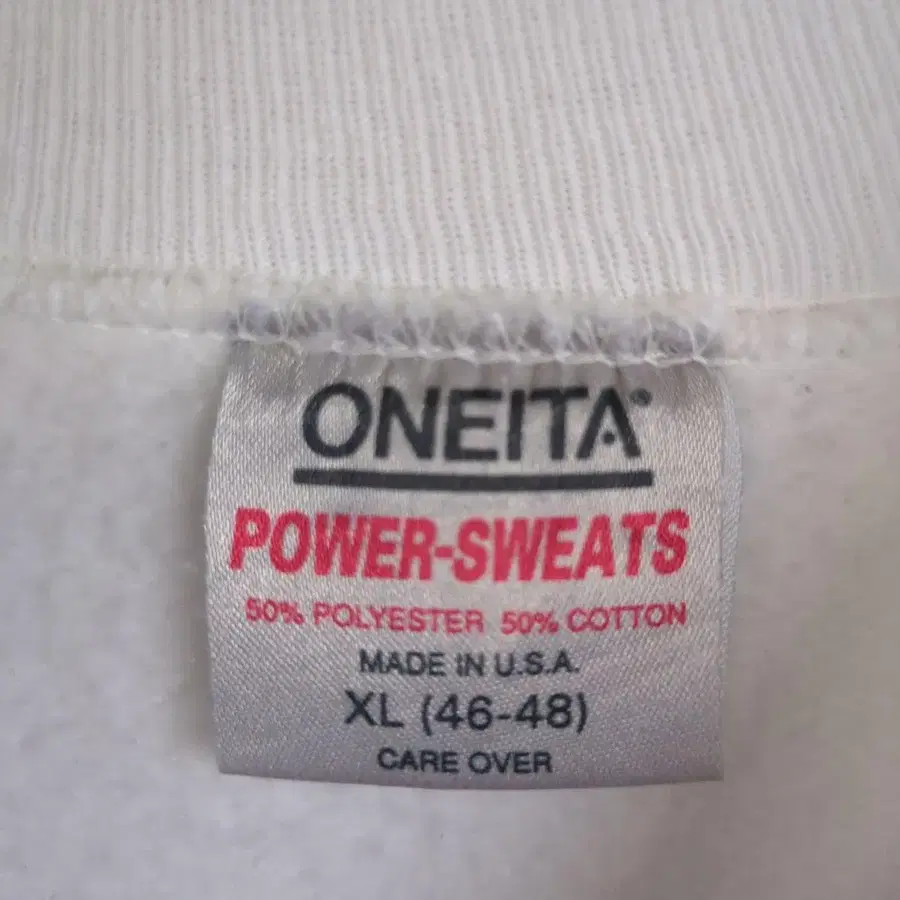 ONEITA
POWER-SWEATS
50% POLYESTER 50% COTTON
MADE IN U.S.A.
XL (46-48)
CARE OVER